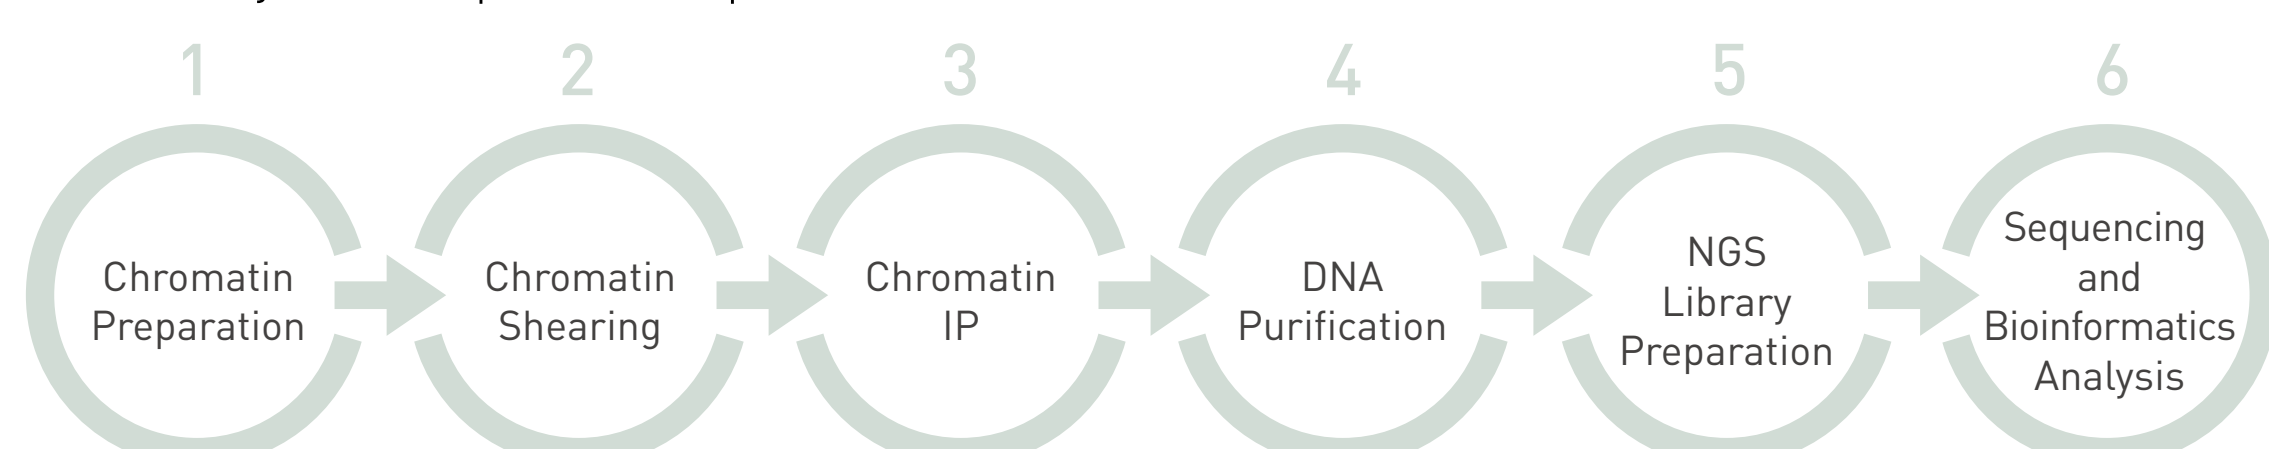 1
2
3
4
5
6
Chromatin
Preparation
Chromatin
Shearing
Chromatin
IP
DNA
Purification
NGS
Library
Preparation
Sequencing
and
Bioinformatics
Analysis